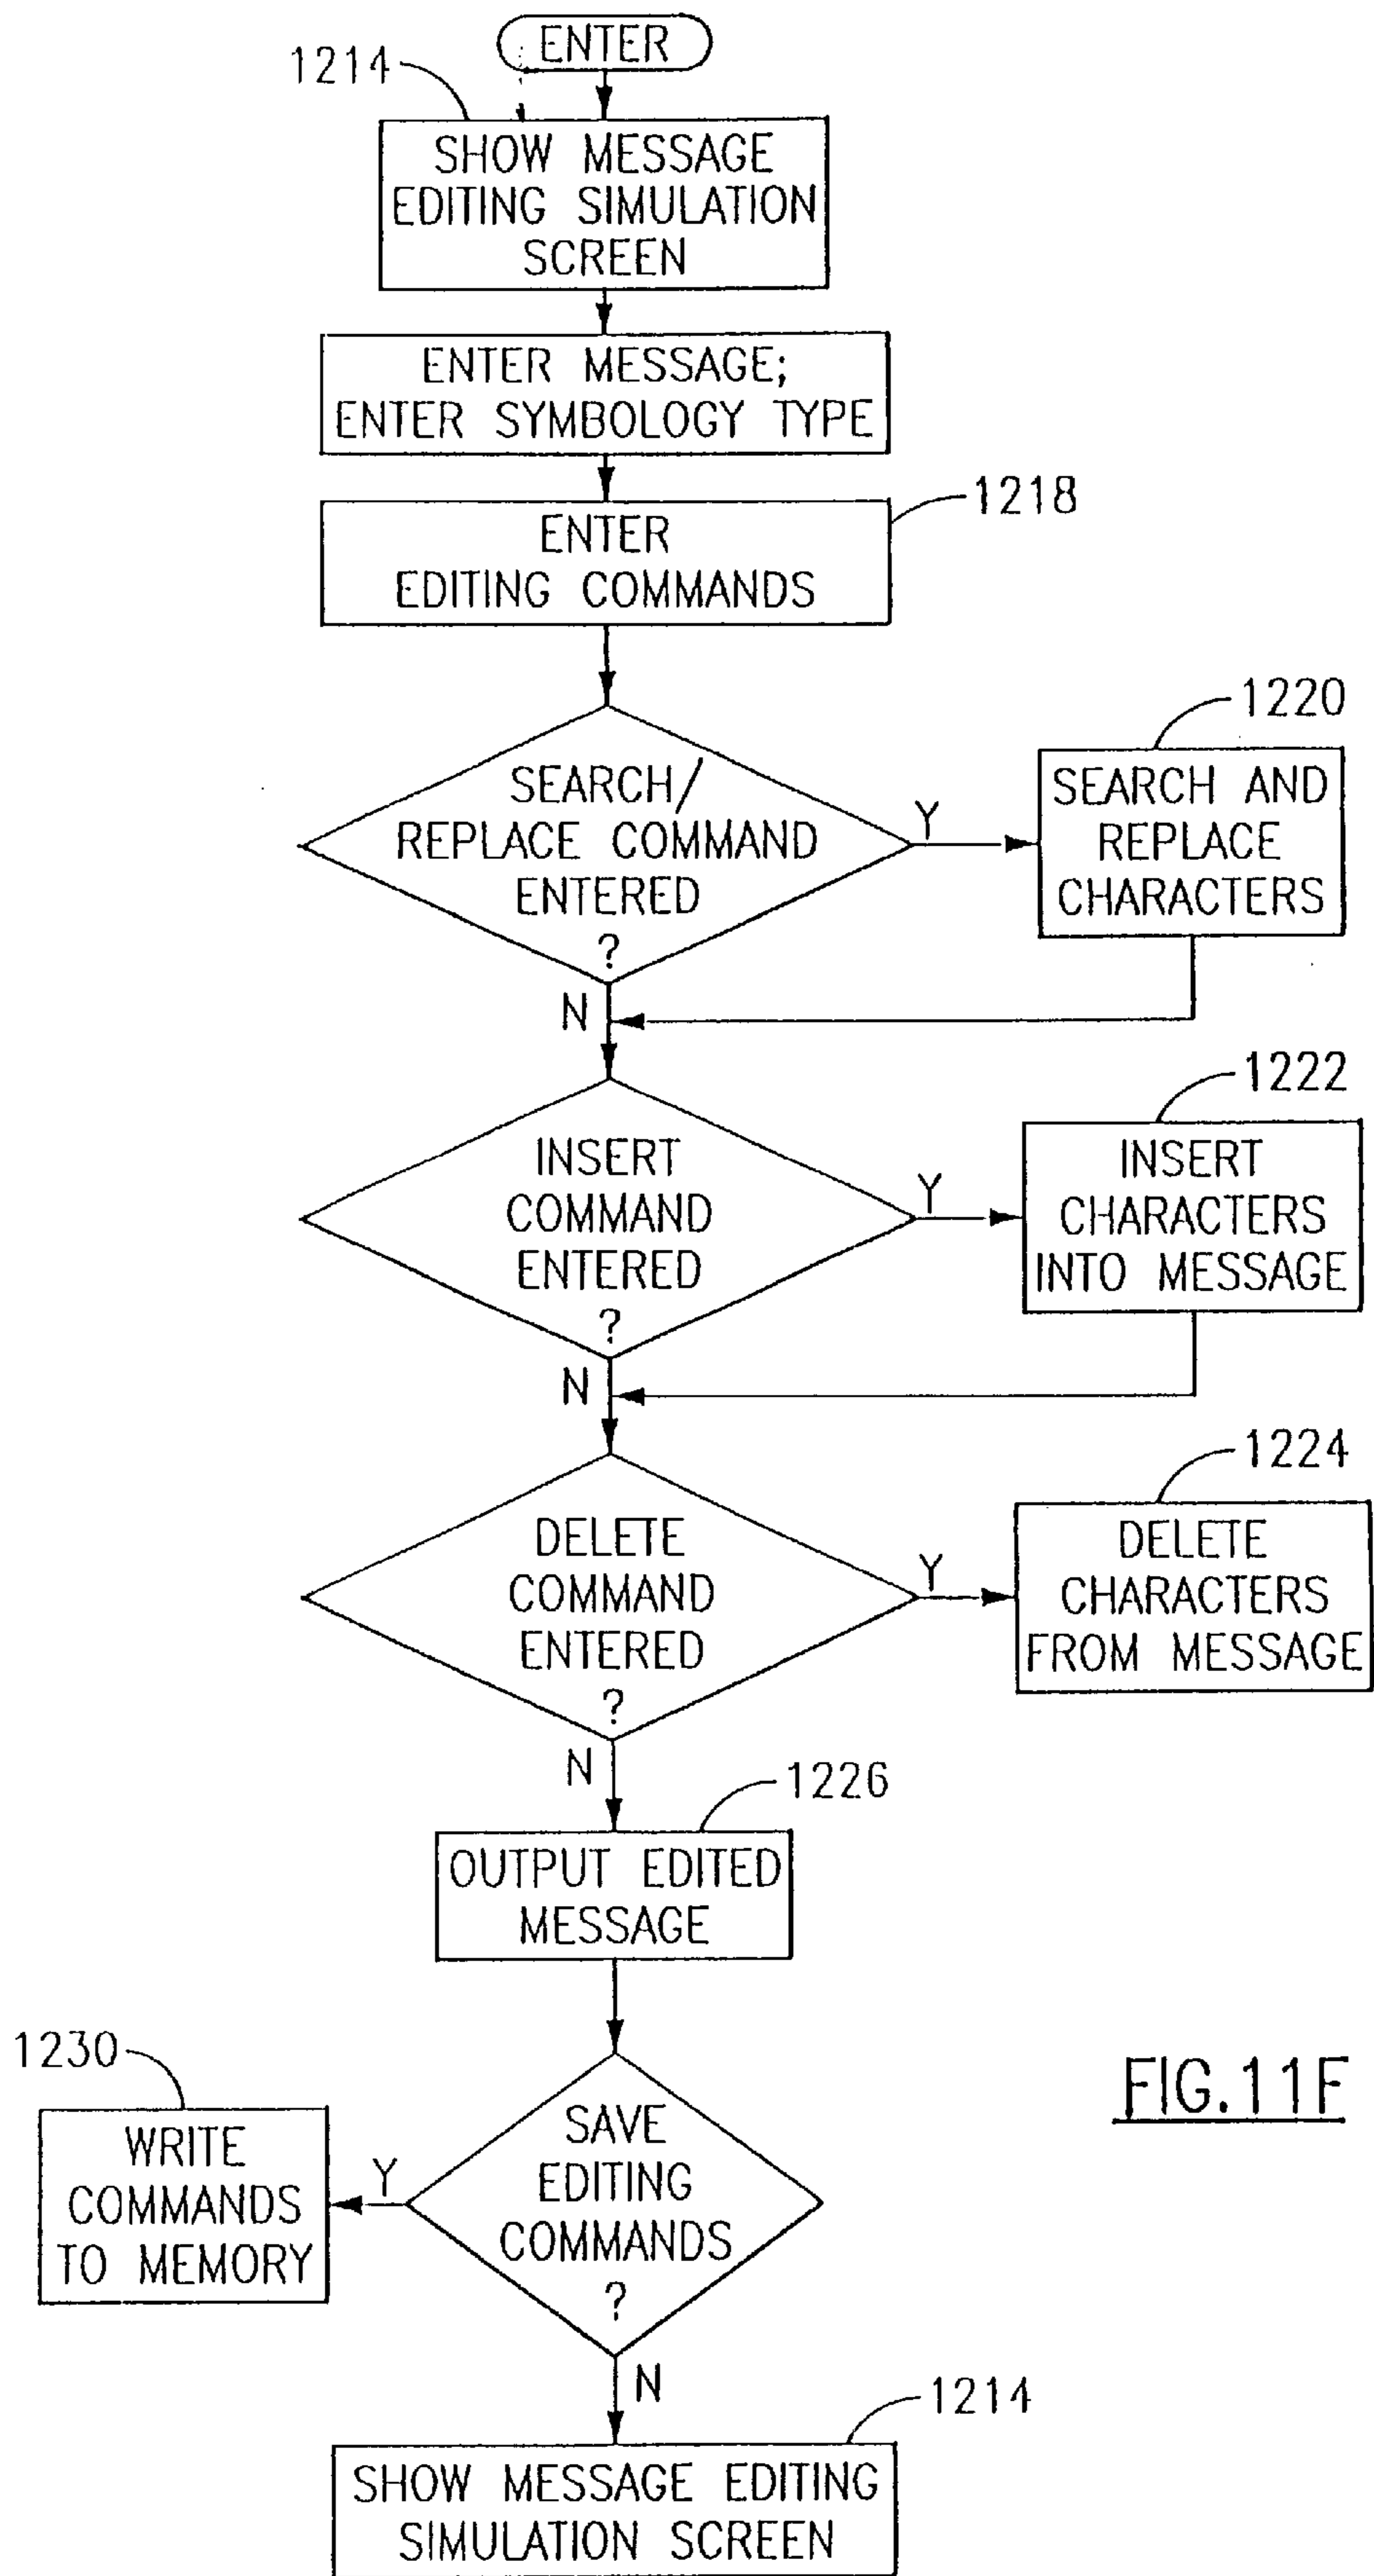 ENTER
1214
SHOW MESSAGE
EDITING SIMULATION
SCREEN
ENTER MESSAGE;
ENTER SYMBOLOGY TYPE
1218
ENTER
EDITING COMMANDS
1220
SEARCH/
REPLACE COMMAND
ENTERED
?
Y
SEARCH AND
REPLACE
CHARACTERS
N
1222
INSERT
COMMAND
ENTERED
?
Y
INSERT
CHARACTERS
INTO MESSAGE
N
1224
DELETE
COMMAND
ENTERED
?
Y
DELETE
CHARACTERS
FROM MESSAGE
N
1226
OUTPUT EDITED
MESSAGE
1230
WRITE
COMMANDS
TO MEMORY
Y
SAVE
EDITING
COMMANDS
?
FIG.11F
N
1214
SHOW MESSAGE EDITING
SIMULATION SCREEN